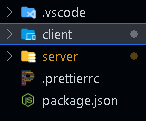 .vscode
client
server
.prettierrc
package.json